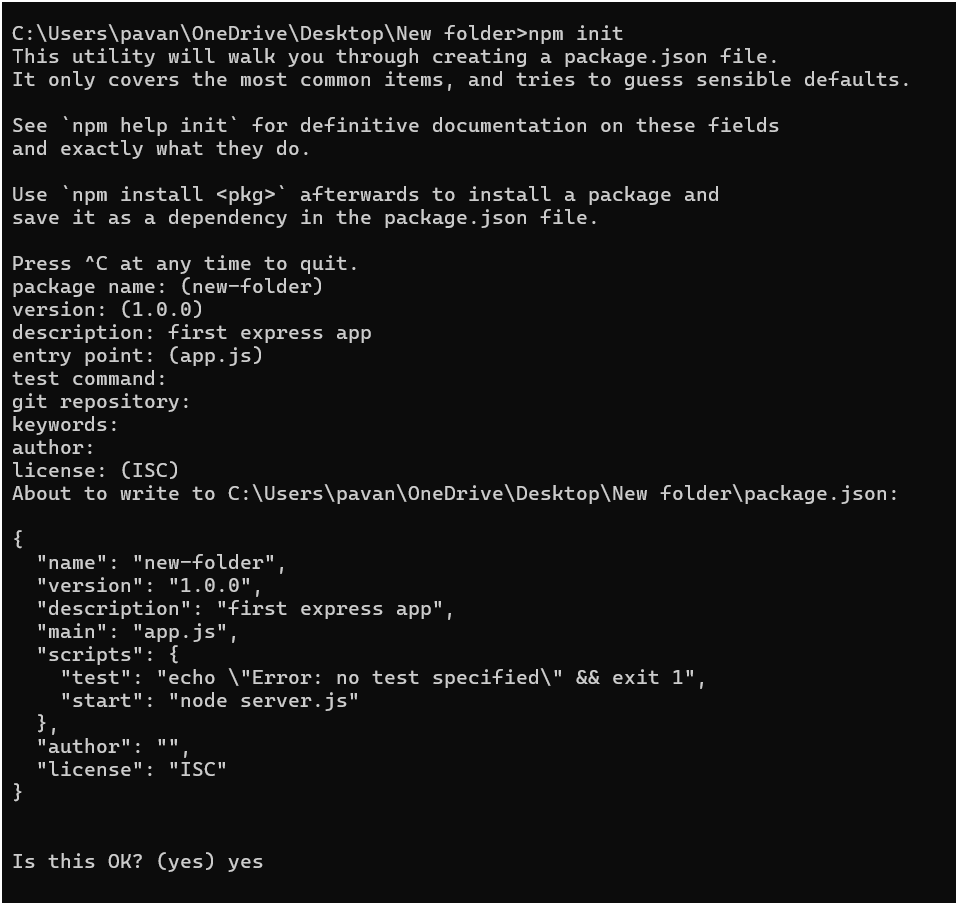 C:\Users\pavan\OneDrive\Desktop\New folder>npm init
This utility will walk you through creating a package.json file.
It only covers the most common items, and tries to guess sensible defaults.

See `npm help init` for definitive documentation on these fields
and exactly what they do.

Use `npm install <pkg>` afterwards to install a package and
save it as a dependency in the package.json file.

Press ^C at any time to quit.
package name: (new-folder)
version: (1.0.0)
description: first express app
entry point: (app.js)
test command:
git repository:
keywords:
author:
license: (ISC)
About to write to C:\Users\pavan\OneDrive\Desktop\New folder\package.json:

{
  "name": "new-folder",
  "version": "1.0.0",
  "description": "first express app",
  "main": "app.js",
  "scripts": {
    "test": "echo \"Error: no test specified\" && exit 1",
    "start": "node server.js"
  },
  "author": "",
  "license": "ISC"
}


Is this OK? (yes) yes